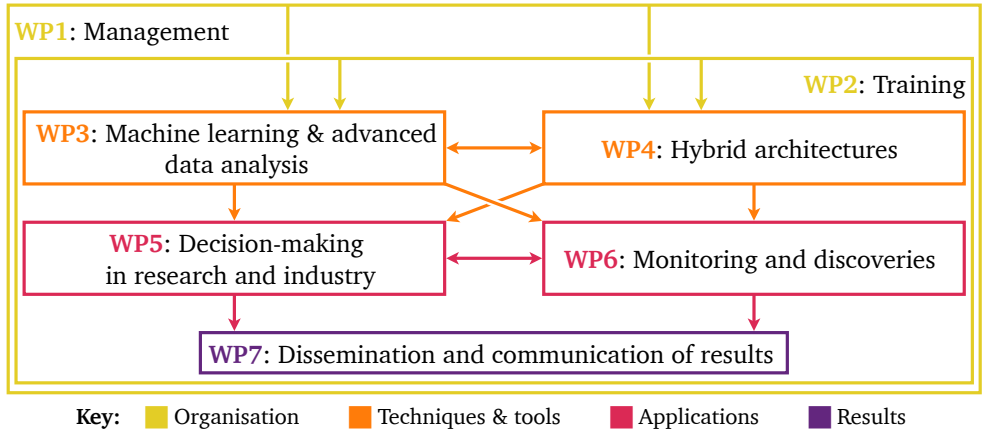 WP1: Management
WP2: Training
WP3: Machine learning & advanced
data analysis
WP4: Hybrid architectures
WP5: Decision-making
in research and industry
WP6: Monitoring and discoveries
WP7: Dissemination and communication of results
Key: Organisation Techniques & tools Applications Results